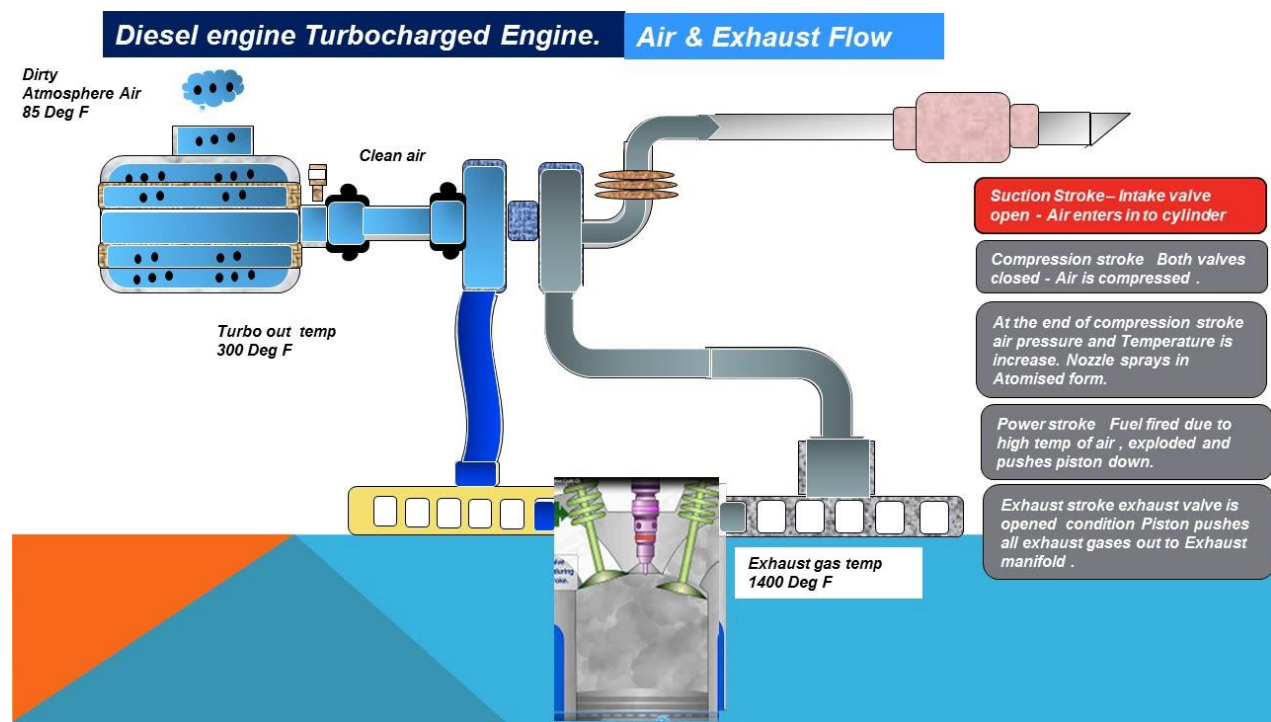 Diesel engine Turbocharged Engine. Air & Exhaust Flow
Dirty
Atmosphere Air
85 Deg F
Clean air
Turbo out temp
300 Deg F
Suction Stroke– Intake valve
open - Air enters in to cylinder
Compression stroke Both valves
closed - Air is compressed .
At the end of compression stroke
air pressure and Temperature is
increase. Nozzle sprays in
Atomised form.
Power stroke Fuel fired due to
high temp of air , exploded and
pushes piston down.
Exhaust stroke exhaust valve is
opened condition Piston pushes
all exhaust gases out to Exhaust
manifold .
Exhaust gas temp
1400 Deg F